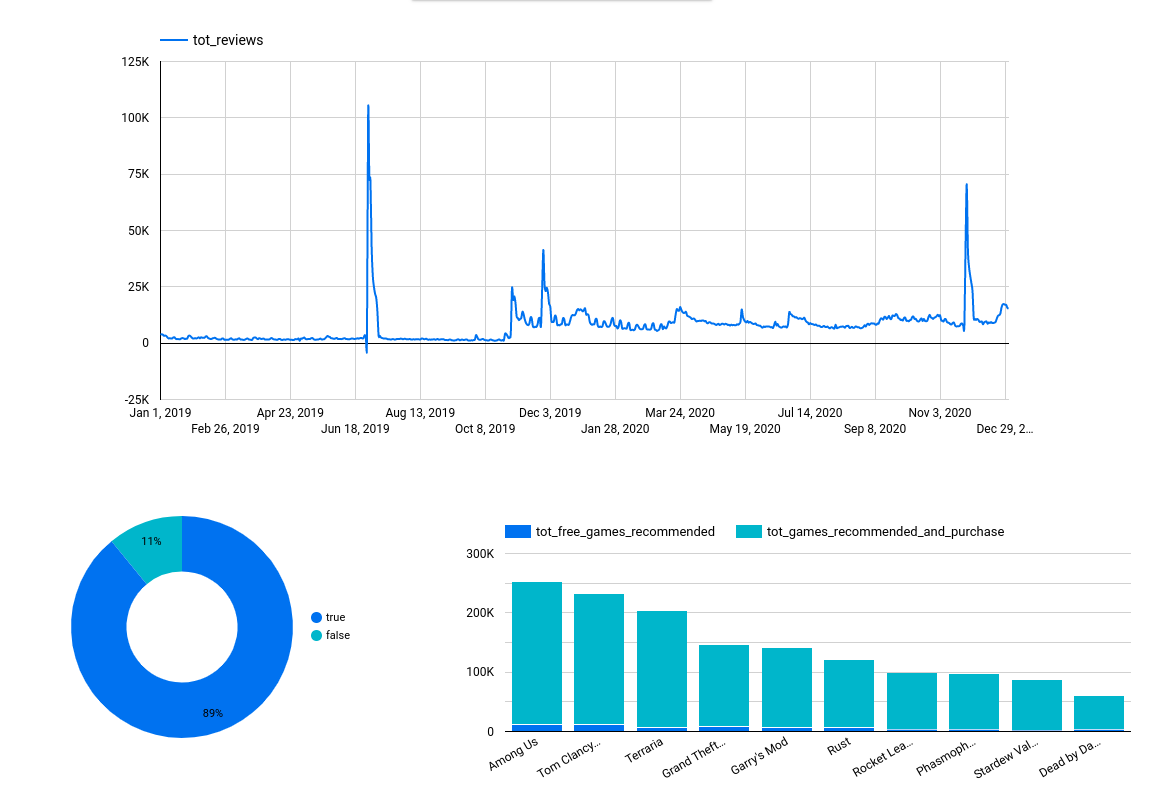 tot_reviews
125K
100K
75K
50K
25K
0
-25K
Jan 1, 2019
Apr 23, 2019
Aug 13, 2019
Dec 3, 2019
Mar 24, 2020
Jul 14, 2020
Nov 3, 2020
Feb 26, 2019
Jun 18, 2019
Oct 8, 2019
Jan 28, 2020
May 19, 2020
Sep 8, 2020
Dec 29, 2…
11%
89%
true
false
tot_free_games_recommended
tot_games_recommended_and_purchase
300K
200K
100K
0
Among Us
Tom Clancy…
Terraria
Grand Theft…
Garry's Mod
Rust
Rocket Lea…
Phasmoph…
Stardew Val…
Dead by Da…